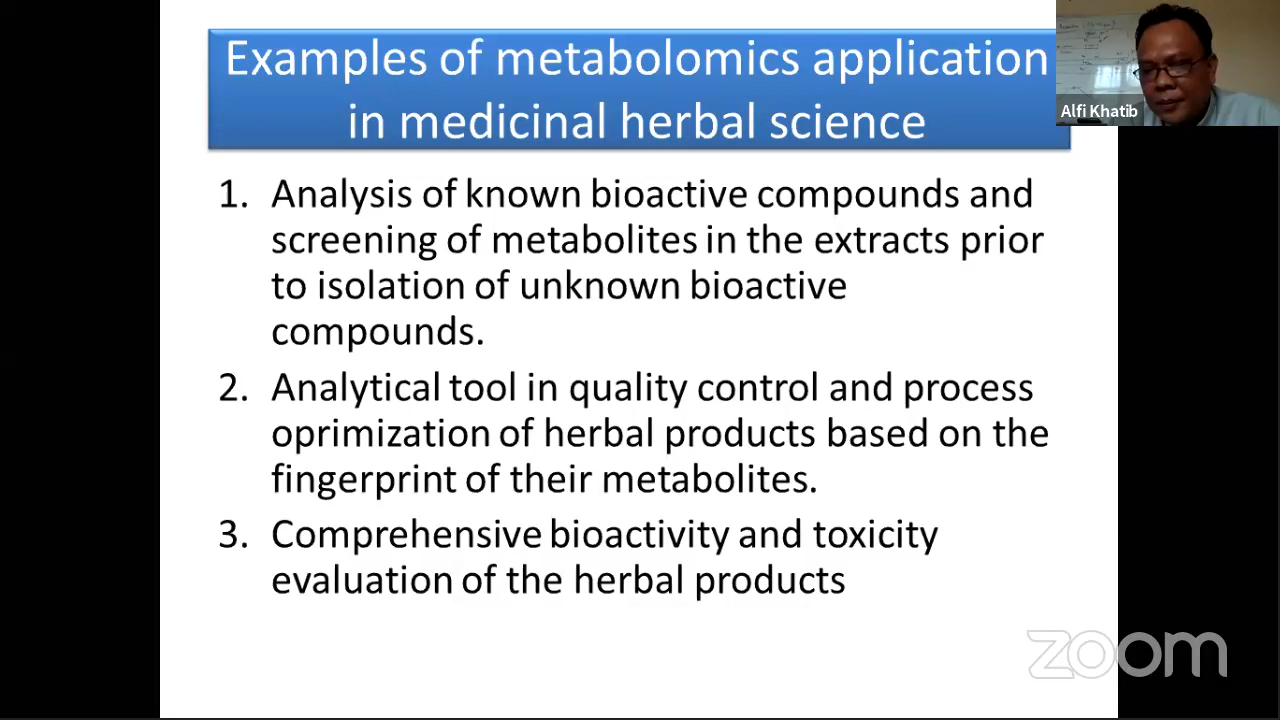 Examples of metabolomics application
in medicinal herbal science
Alfi Khatib
1. Analysis of known bioactive compounds and
screening of metabolites in the extracts prior
to isolation of unknown bioactive
compounds.
2. Analytical tool in quality control and process
oprimization of herbal products based on the
fingerprint of their metabolites.
3. Comprehensive bioactivity and toxicity
evaluation of the herbal products
zoom